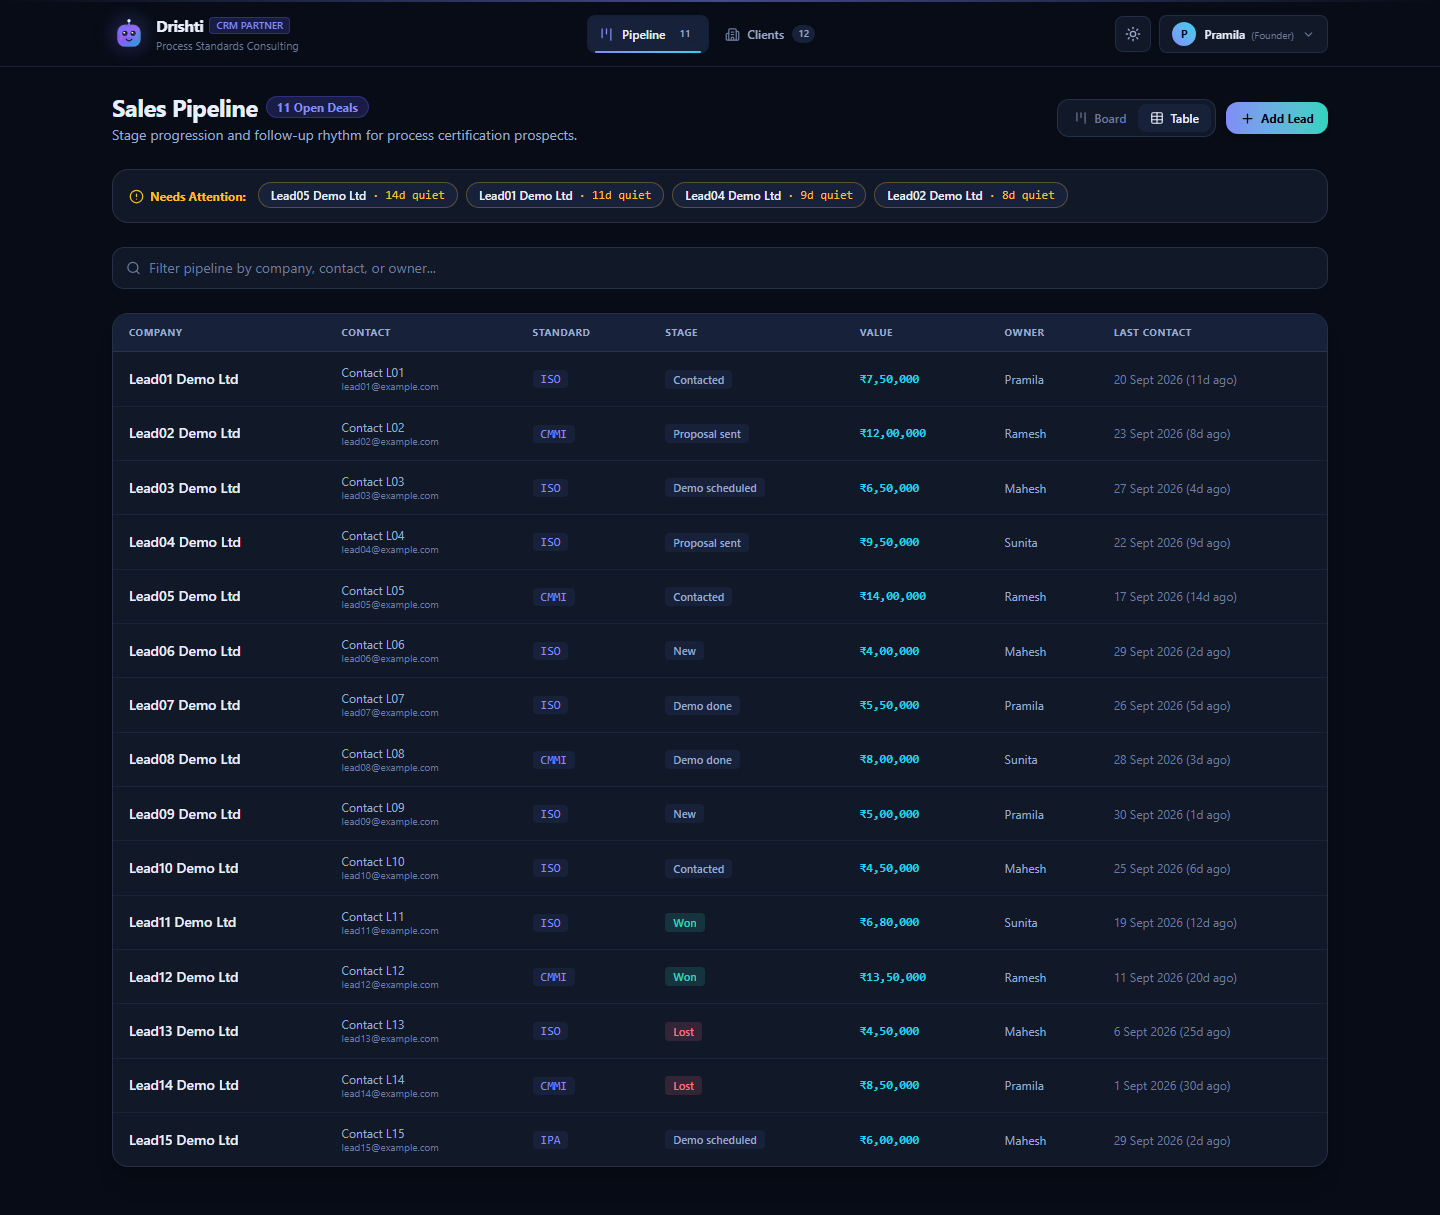 Drishti CRM PARTNER
Process Standards Consulting
Pipeline 11
Clients 12
P Pramila (Founder)
Sales Pipeline 11 Open Deals
Stage progression and follow-up rhythm for process certification prospects.
Board Table
+ Add Lead
Needs Attention: Lead05 Demo Ltd · 14d quiet Lead01 Demo Ltd · 11d quiet Lead04 Demo Ltd · 9d quiet Lead02 Demo Ltd · 8d quiet
Filter pipeline by company, contact, or owner...
COMPANY CONTACT STANDARD STAGE VALUE OWNER LAST CONTACT
Lead01 Demo Ltd Contact L01 ISO Contacted ₹7,50,000 Pramila 20 Sept 2026 (11d ago)
lead01@example.com
Lead02 Demo Ltd Contact L02 CMMI Proposal sent ₹12,00,000 Ramesh 23 Sept 2026 (8d ago)
lead02@example.com
Lead03 Demo Ltd Contact L03 ISO Demo scheduled ₹6,50,000 Mahesh 27 Sept 2026 (4d ago)
lead03@example.com
Lead04 Demo Ltd Contact L04 ISO Proposal sent ₹9,50,000 Sunita 22 Sept 2026 (9d ago)
lead04@example.com
Lead05 Demo Ltd Contact L05 CMMI Contacted ₹14,00,000 Ramesh 17 Sept 2026 (14d ago)
lead05@example.com
Lead06 Demo Ltd Contact L06 ISO New ₹4,00,000 Mahesh 29 Sept 2026 (2d ago)
lead06@example.com
Lead07 Demo Ltd Contact L07 ISO Demo done ₹5,50,000 Pramila 26 Sept 2026 (5d ago)
lead07@example.com
Lead08 Demo Ltd Contact L08 CMMI Demo done ₹8,00,000 Sunita 28 Sept 2026 (3d ago)
lead08@example.com
Lead09 Demo Ltd Contact L09 ISO New ₹5,00,000 Pramila 30 Sept 2026 (1d ago)
lead09@example.com
Lead10 Demo Ltd Contact L10 ISO Contacted ₹4,50,000 Mahesh 25 Sept 2026 (6d ago)
lead10@example.com
Lead11 Demo Ltd Contact L11 ISO Won ₹6,80,000 Sunita 19 Sept 2026 (12d ago)
lead11@example.com
Lead12 Demo Ltd Contact L12 CMMI Won ₹13,50,000 Ramesh 11 Sept 2026 (20d ago)
lead12@example.com
Lead13 Demo Ltd Contact L13 ISO Lost ₹4,50,000 Mahesh 6 Sept 2026 (25d ago)
lead13@example.com
Lead14 Demo Ltd Contact L14 CMMI Lost ₹8,50,000 Pramila 1 Sept 2026 (30d ago)
lead14@example.com
Lead15 Demo Ltd Contact L15 IPA Demo scheduled ₹6,00,000 Mahesh 29 Sept 2026 (2d ago)
lead15@example.com